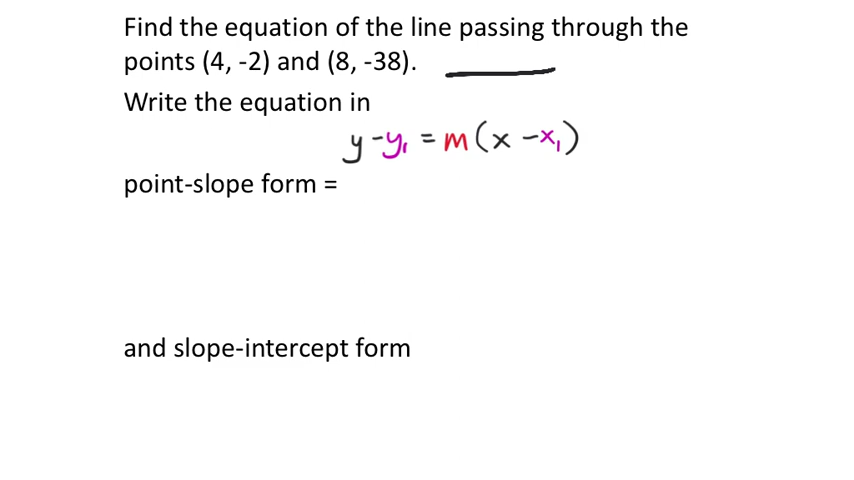 Find the equation of the line passing through the
points (4, -2) and (8, -38).
Write the equation in
y - y₁ = m(x - x₁)
point-slope form =
and slope-intercept form